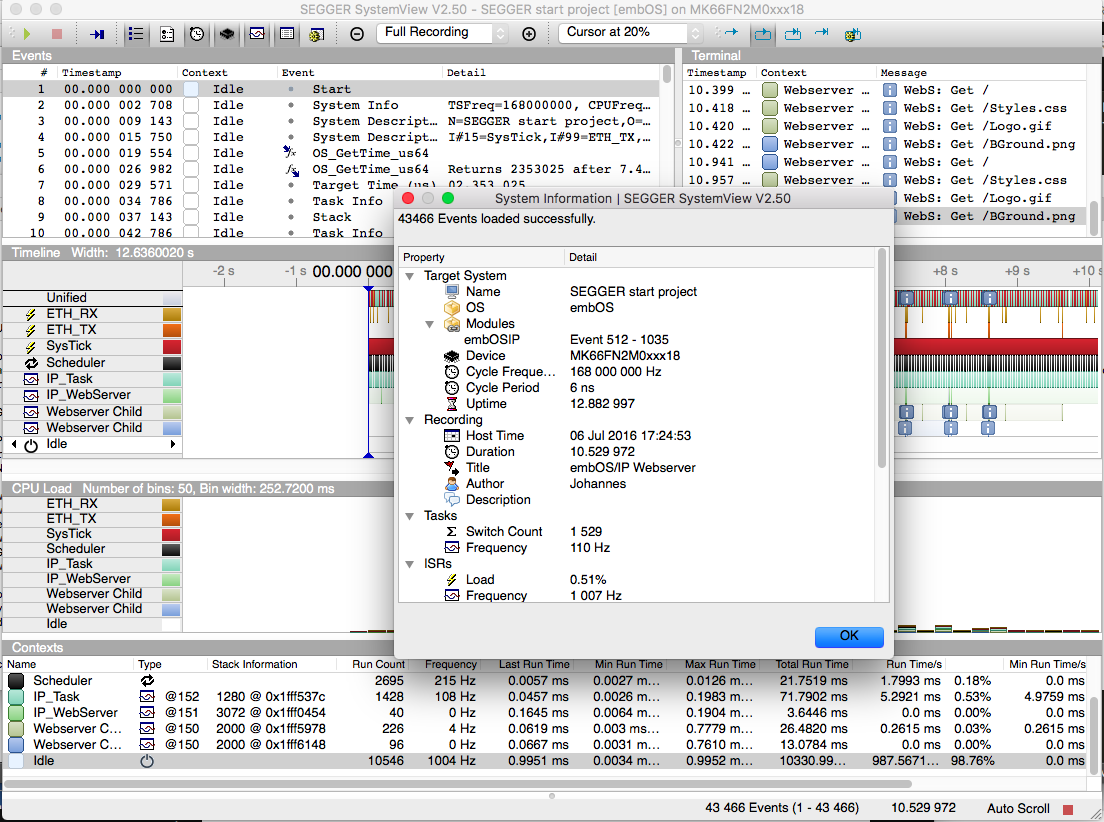 SEGGER SystemView V2.50 - SEGGER start project [embOS] on MK66FN2M0xxx18
Full Recording
Cursor at 20%
Events
# Timestamp Context Event Detail
1 00.000 000 000 Idle Start
2 00.000 002 708 Idle System Info TSFreq=168000000, CPUFreq…
3 00.000 009 143 Idle System Descript… N=SEGGER start project,O=…
4 00.000 015 750 Idle System Descript… I#15=SysTick,I#99=ETH_TX,…
5 00.000 019 554 Idle OS_GetTime_us64
6 00.000 026 982 Idle OS_GetTime_us64 Returns 2353025 after 7.4…
7 00.000 029 571 Idle Target Time (us) 02.353 025
8 00.000 034 786 Idle Task Info
9 00.000 037 143 Idle Stack
10 00.000 042 786 Idle Task Info
Terminal
Timestamp Context Message
10.399 … Webserver … WebS: Get /
10.418 … Webserver … WebS: Get /Styles.css
10.420 … Webserver … WebS: Get /Logo.gif
10.422 … Webserver … WebS: Get /BGround.png
10.941 … Webserver … WebS: Get /
10.957 … Webserver … WebS: Get /Styles.css
WebS: Get /Logo.gif
WebS: Get /BGround.png
Timeline Width: 12.6360020 s
-2 s -1 s 00.000 000 +8 s +9 s +10 s
Unified
ETH_RX
ETH_TX
SysTick
Scheduler
IP_Task
IP_WebServer
Webserver Child
Webserver Child
Idle
CPU Load Number of bins: 50, Bin width: 252.7200 ms
ETH_RX
ETH_TX
SysTick
Scheduler
IP_Task
IP_WebServer
Webserver Child
Webserver Child
Idle
System Information | SEGGER SystemView V2.50
43466 Events loaded successfully.
Property Detail
Target System
Name SEGGER start project
OS embOS
Modules
embOSIP Event 512 - 1035
Device MK66FN2M0xxx18
Cycle Freque… 168 000 000 Hz
Cycle Period 6 ns
Uptime 12.882 997
Recording
Host Time 06 Jul 2016 17:24:53
Duration 10.529 972
Title embOS/IP Webserver
Author Johannes
Description
Tasks
Switch Count 1 529
Frequency 110 Hz
ISRs
Load 0.51%
Frequency 1 007 Hz
OK
Contexts
Name Type Stack Information Run Count Frequency Last Run Time Min Run Time Max Run Time Total Run Time Run Time/s Min Run Time/s
Scheduler 2695 215 Hz 0.0057 ms 0.0027 m… 0.0126 m… 21.7519 ms 1.7993 ms 0.18% 0.0 ms
IP_Task @152 1280 @ 0x1fff537c 1428 108 Hz 0.0457 ms 0.0026 m… 0.1983 m… 71.7902 ms 5.2921 ms 0.53% 4.9759 ms
IP_WebServer @151 3072 @ 0x1fff0454 40 0 Hz 0.1645 ms 0.0064 m… 0.1904 m… 3.6446 ms 0.0 ms 0.00% 0.0 ms
Webserver C… @150 2000 @ 0x1fff5978 226 4 Hz 0.0619 ms 0.003 ms… 0.7779 m… 26.4820 ms 0.2615 ms 0.03% 0.2615 ms
Webserver C… @150 2000 @ 0x1fff6148 96 0 Hz 0.0667 ms 0.0031 m… 0.7610 m… 13.0784 ms 0.0 ms 0.00% 0.0 ms
Idle 10546 1004 Hz 0.9951 ms 0.0034 m… 0.9952 m… 10330.99… 987.5671… 98.76% 0.0 ms
43 466 Events (1 - 43 466) 10.529 972 Auto Scroll